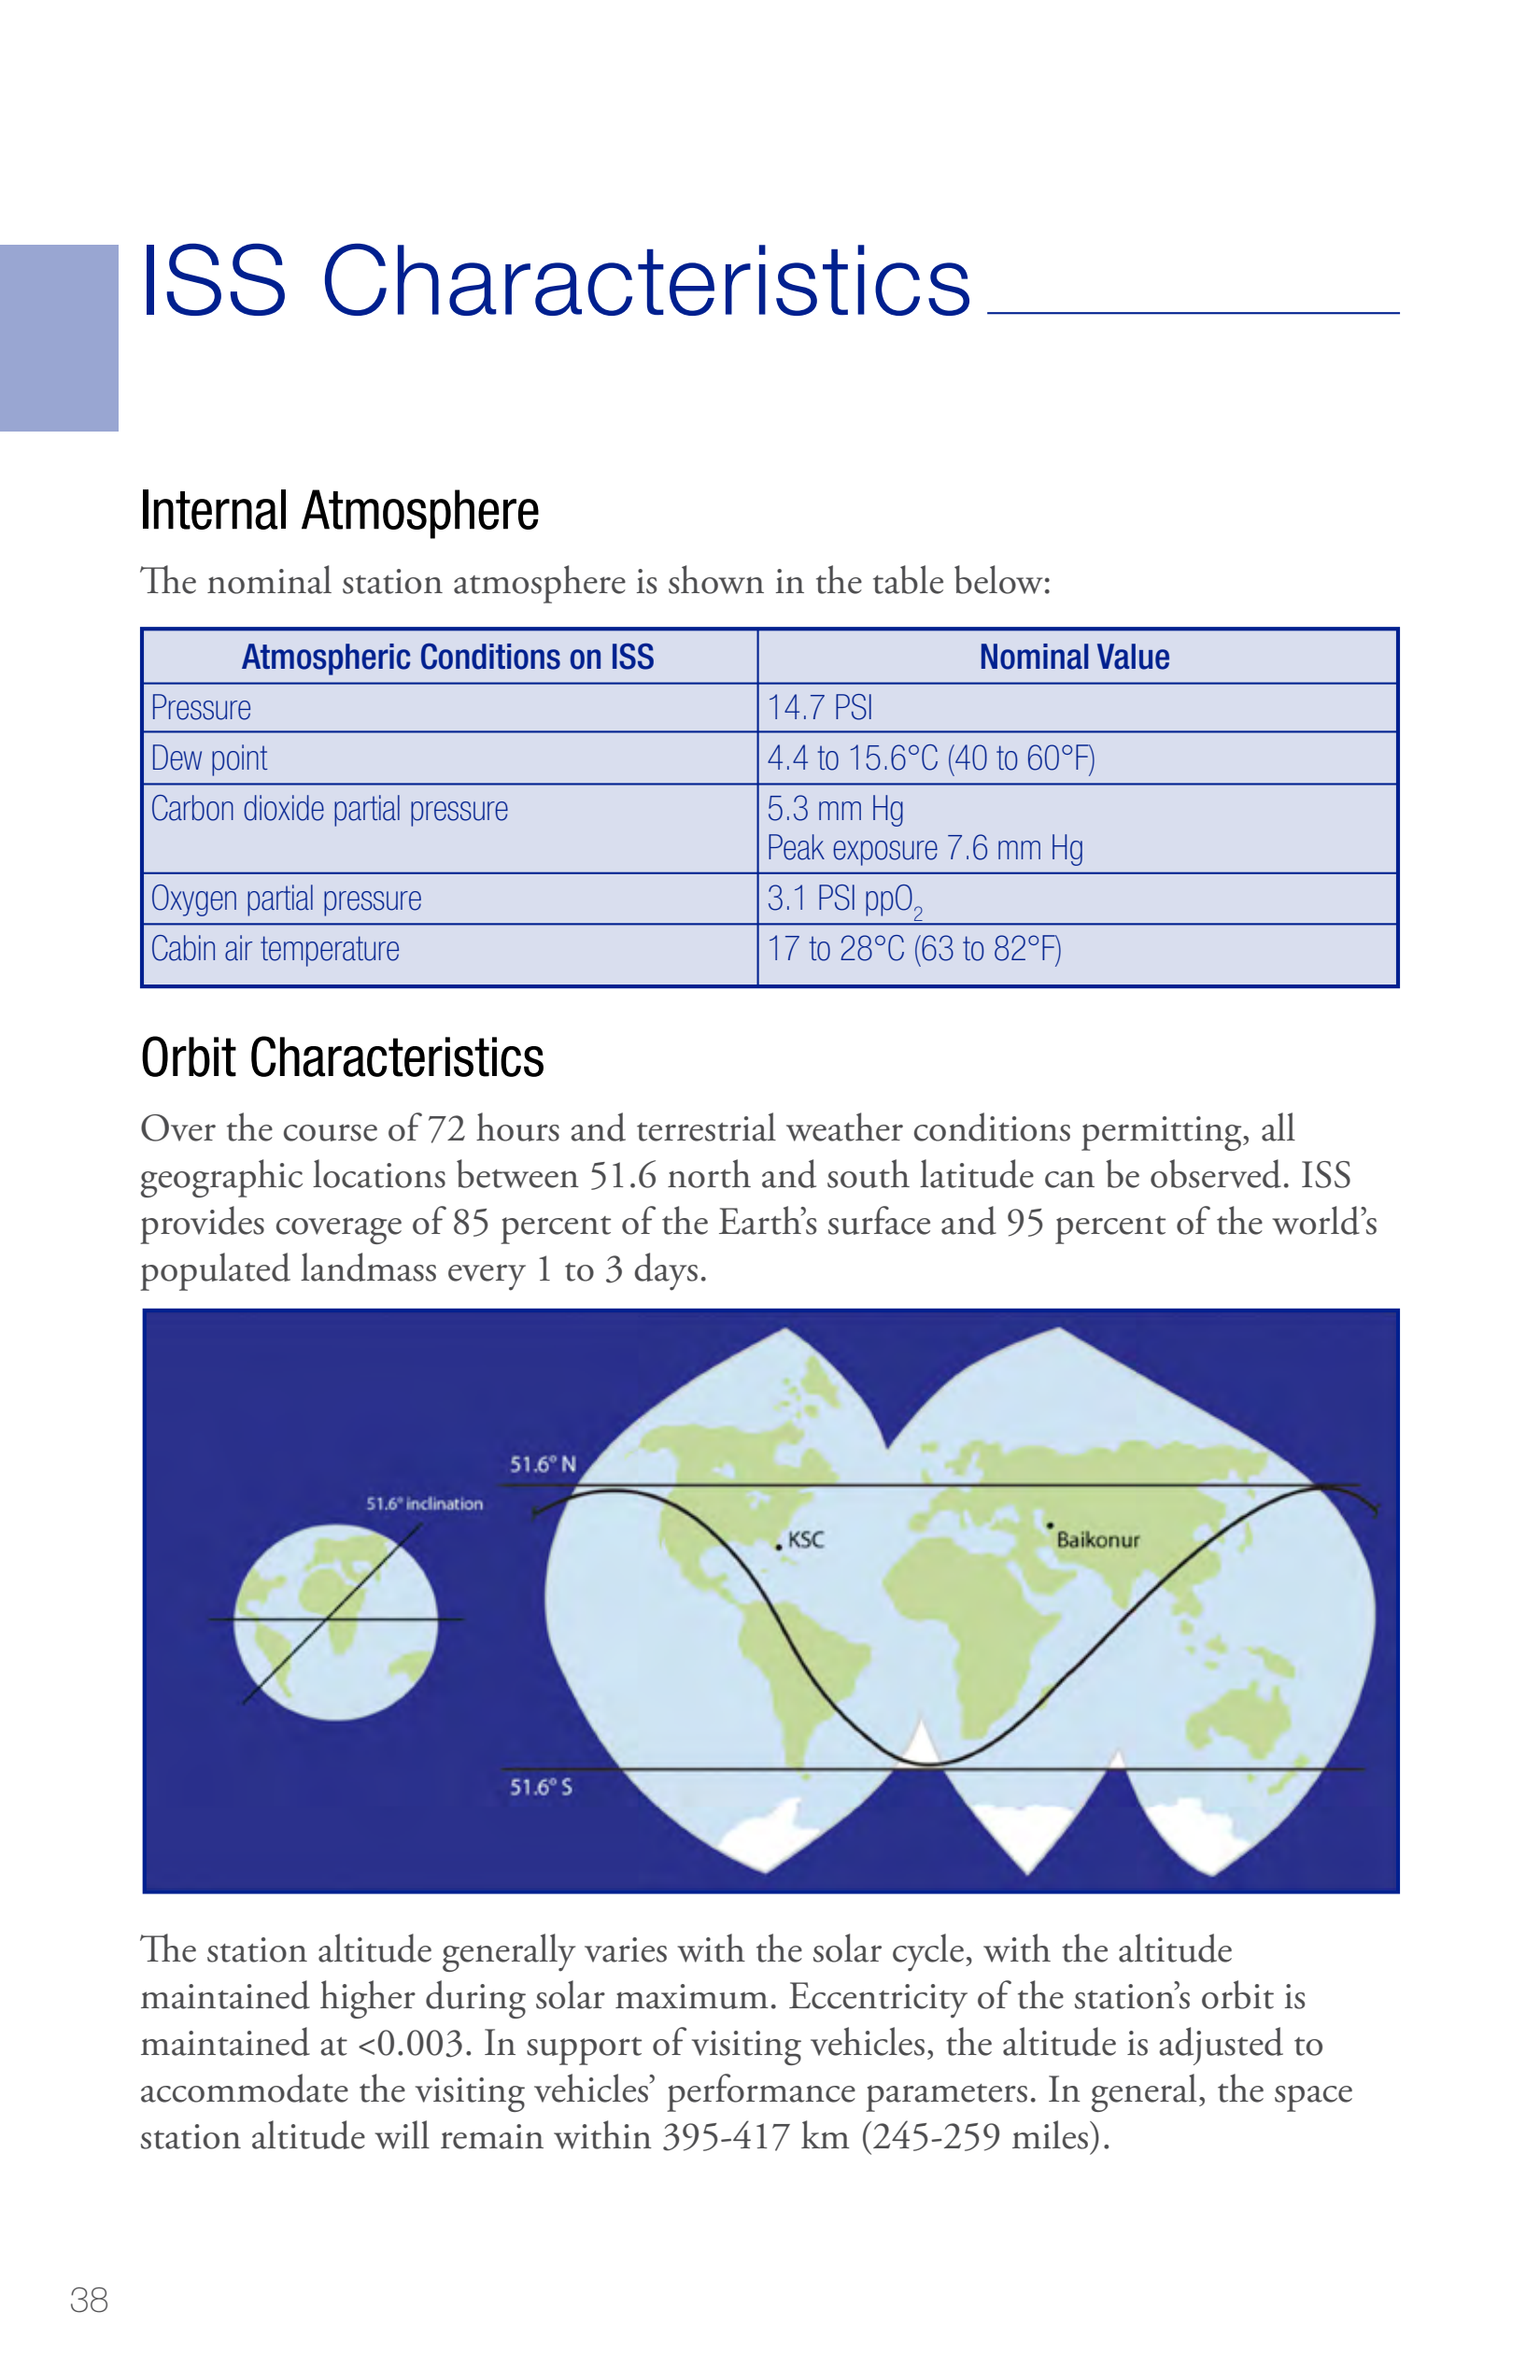 ISS Characteristics
Internal Atmosphere
The nominal station atmosphere is shown in the table below:
Atmospheric Conditions on ISS
Nominal Value
Pressure
14.7 PSI
Dew point
4.4 to 15.6°C (40 to 60°F)
Carbon dioxide partial pressure
5.3 mm Hg
Peak exposure 7.6 mm Hg
Oxygen partial pressure
3.1 PSI ppO₂
Cabin air temperature
17 to 28°C (63 to 82°F)
Orbit Characteristics
Over the course of 72 hours and terrestrial weather conditions permitting, all
geographic locations between 51.6 north and south latitude can be observed. ISS
provides coverage of 85 percent of the Earth’s surface and 95 percent of the world’s
populated landmass every 1 to 3 days.
51.6° N
51.6° inclination
KSC
Baikonur
51.6° S
The station altitude generally varies with the solar cycle, with the altitude
maintained higher during solar maximum. Eccentricity of the station’s orbit is
maintained at <0.003. In support of visiting vehicles, the altitude is adjusted to
accommodate the visiting vehicles’ performance parameters. In general, the space
station altitude will remain within 395-417 km (245-259 miles).
38